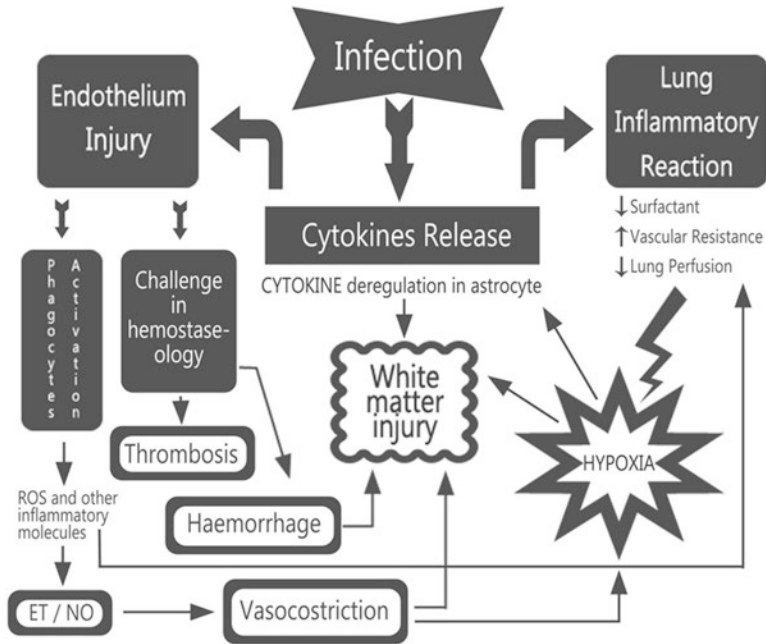 Infection
Endothelium
Injury
Lung
Inflammatory
Reaction
Cytokines Release
↓ Surfactant
↑ Vascular Resistance
↓ Lung Perfusion
CYTOKINE deregulation in astrocyte
Phagocytes
Activation
Challenge
in
hemostase-
ology
White
matter
injury
HYPOXIA
Thrombosis
Haemorrhage
ROS and other
inflammatory
molecules
ET / NO
Vasocostriction